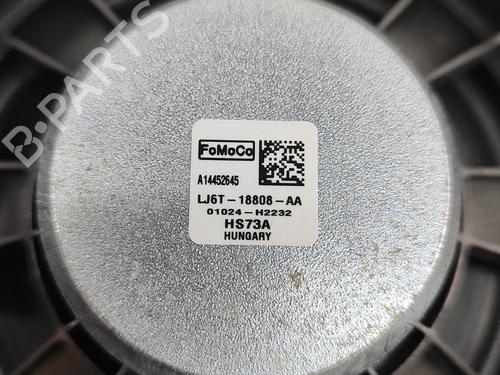 B-PARTS
FoMoCo
A14452645
LJ6T-18808-AA
01024-H2232
HS73A
HUNGARY